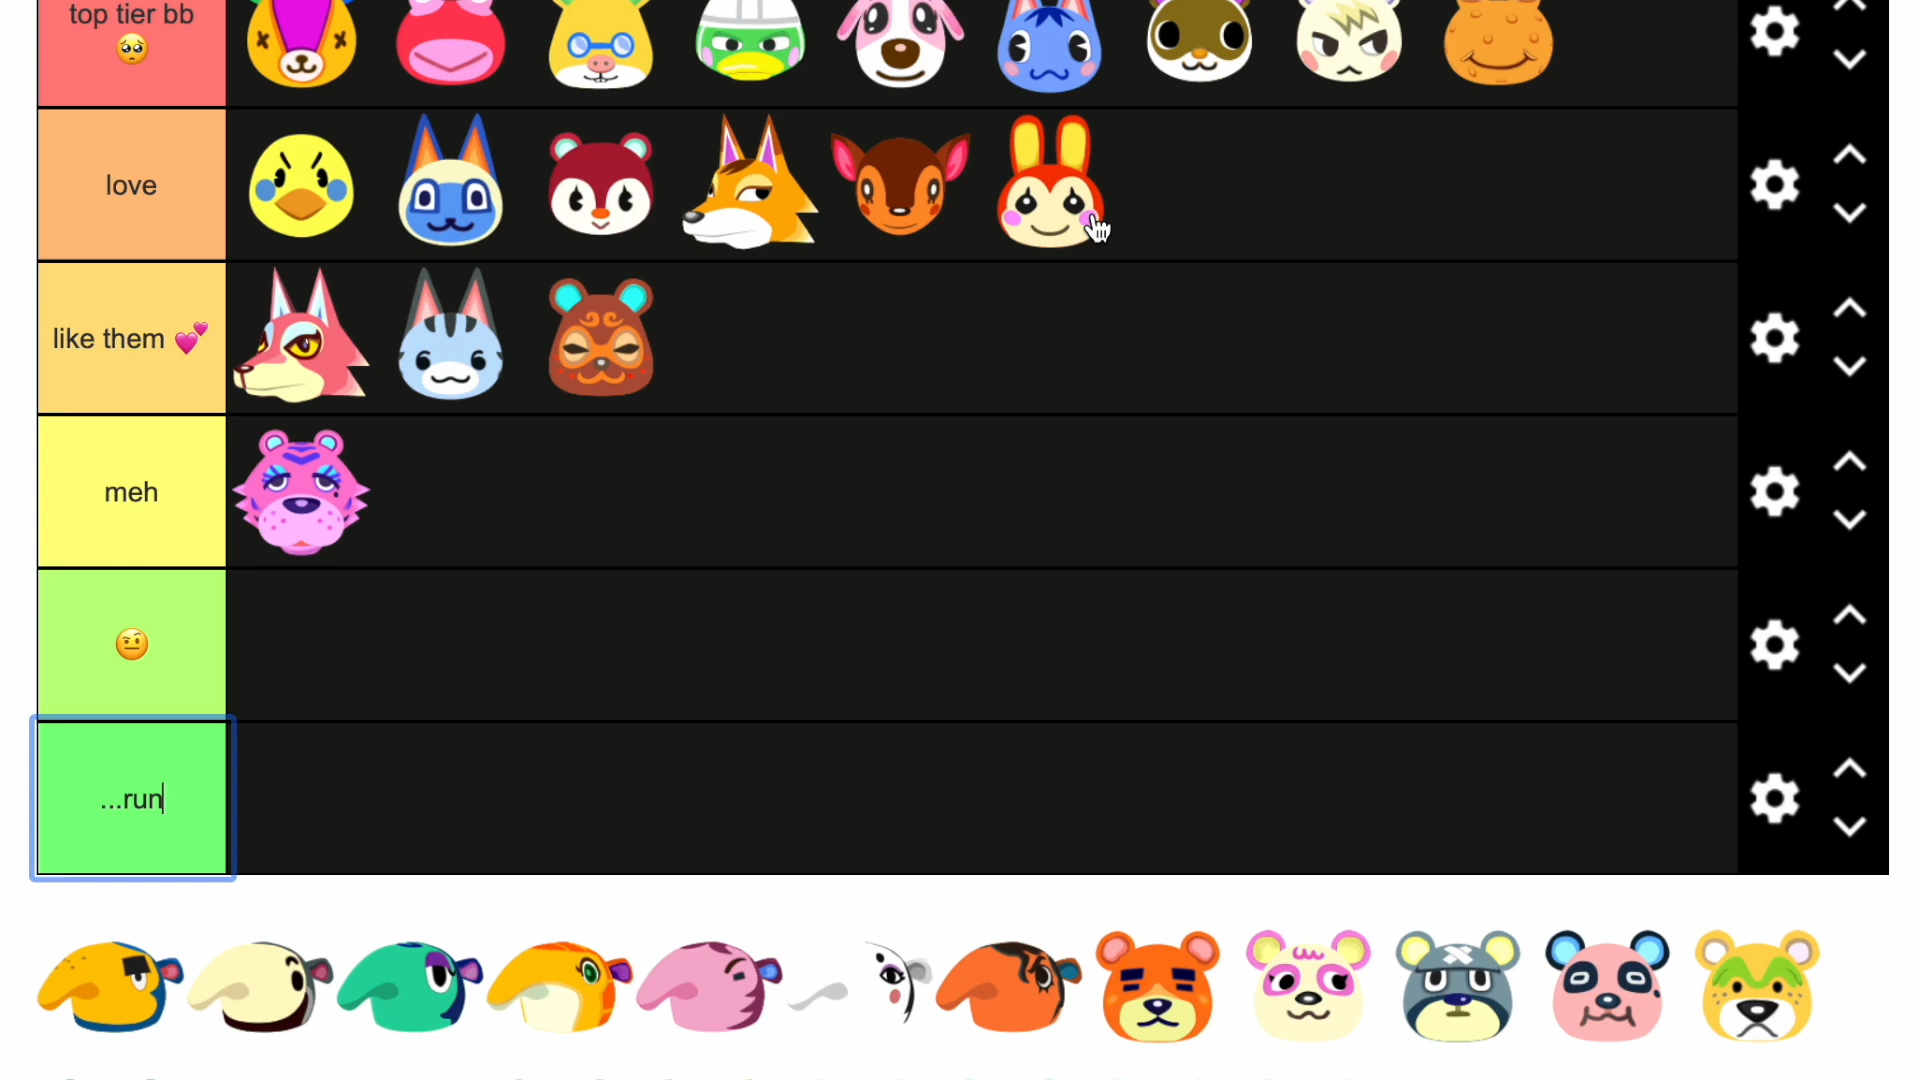 top tier bb
🥺
love
like them 💕
meh
🤨
...run